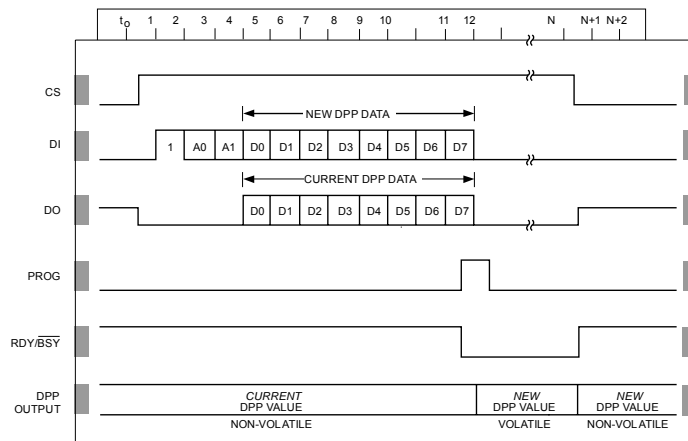 to 1 2 3 4 5 6 7 8 9 10 11 12 N N+1 N+2
CS
NEW DPP DATA
DI 1 A0 A1 D0 D1 D2 D3 D4 D5 D6 D7
CURRENT DPP DATA
DO D0 D1 D2 D3 D4 D5 D6 D7
PROG
RDY/BSY
DPP OUTPUT
CURRENT DPP VALUE
NON-VOLATILE
NEW DPP VALUE
VOLATILE
NEW DPP VALUE
NON-VOLATILE